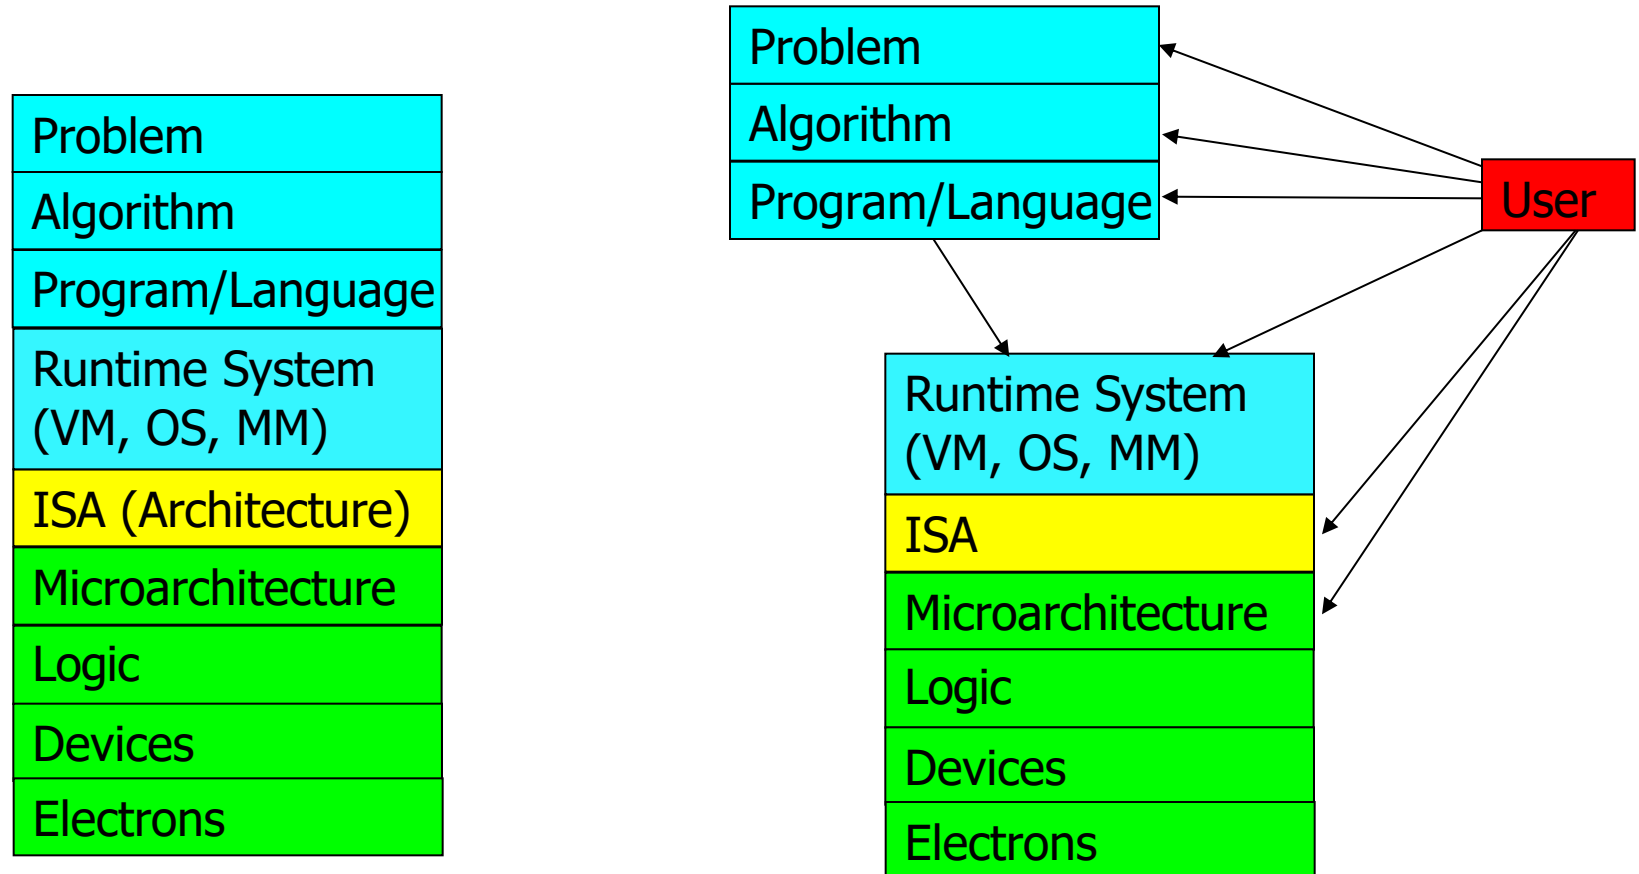 Problem
Algorithm
Program/Language
Runtime System
(VM, OS, MM)
ISA (Architecture)
Microarchitecture
Logic
Devices
Electrons
Problem
Algorithm
Program/Language
User
Runtime System
(VM, OS, MM)
ISA
Microarchitecture
Logic
Devices
Electrons